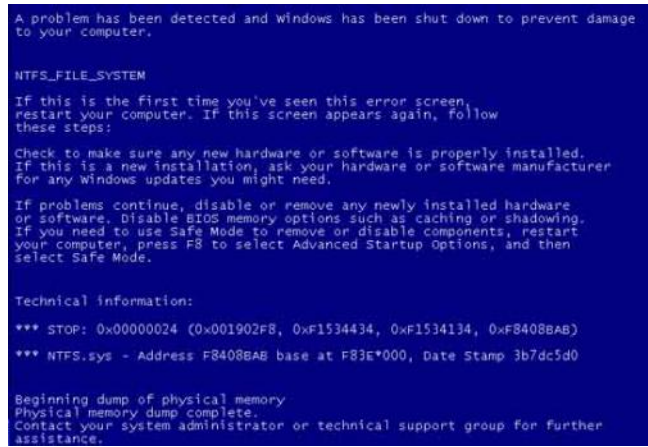 A problem has been detected and Windows has been shut down to prevent damage
to your computer.
NTFS_FILE_SYSTEM
If this is the first time you've seen this error screen,
restart your computer. If this screen appears again, follow
these steps:
Check to make sure any new hardware or software is properly installed.
If this is a new installation, ask your hardware or software manufacturer
for any Windows updates you might need.
If problems continue, disable or remove any newly installed hardware
or software. Disable BIOS memory options such as caching or shadowing.
If you need to use Safe Mode to remove or disable components, restart
your computer, press F8 to select Advanced Startup Options, and then
select Safe Mode.
Technical information:
*** STOP: 0x00000024 (0x001902F8, 0xF1534434, 0xF1534134, 0xF8408BAB)
*** NTFS.sys - Address F8408BAB base at F83E*000, Date Stamp 3b7dc5d0
Beginning dump of physical memory
Physical memory dump complete.
Contact your system administrator or technical support group for further
assistance.